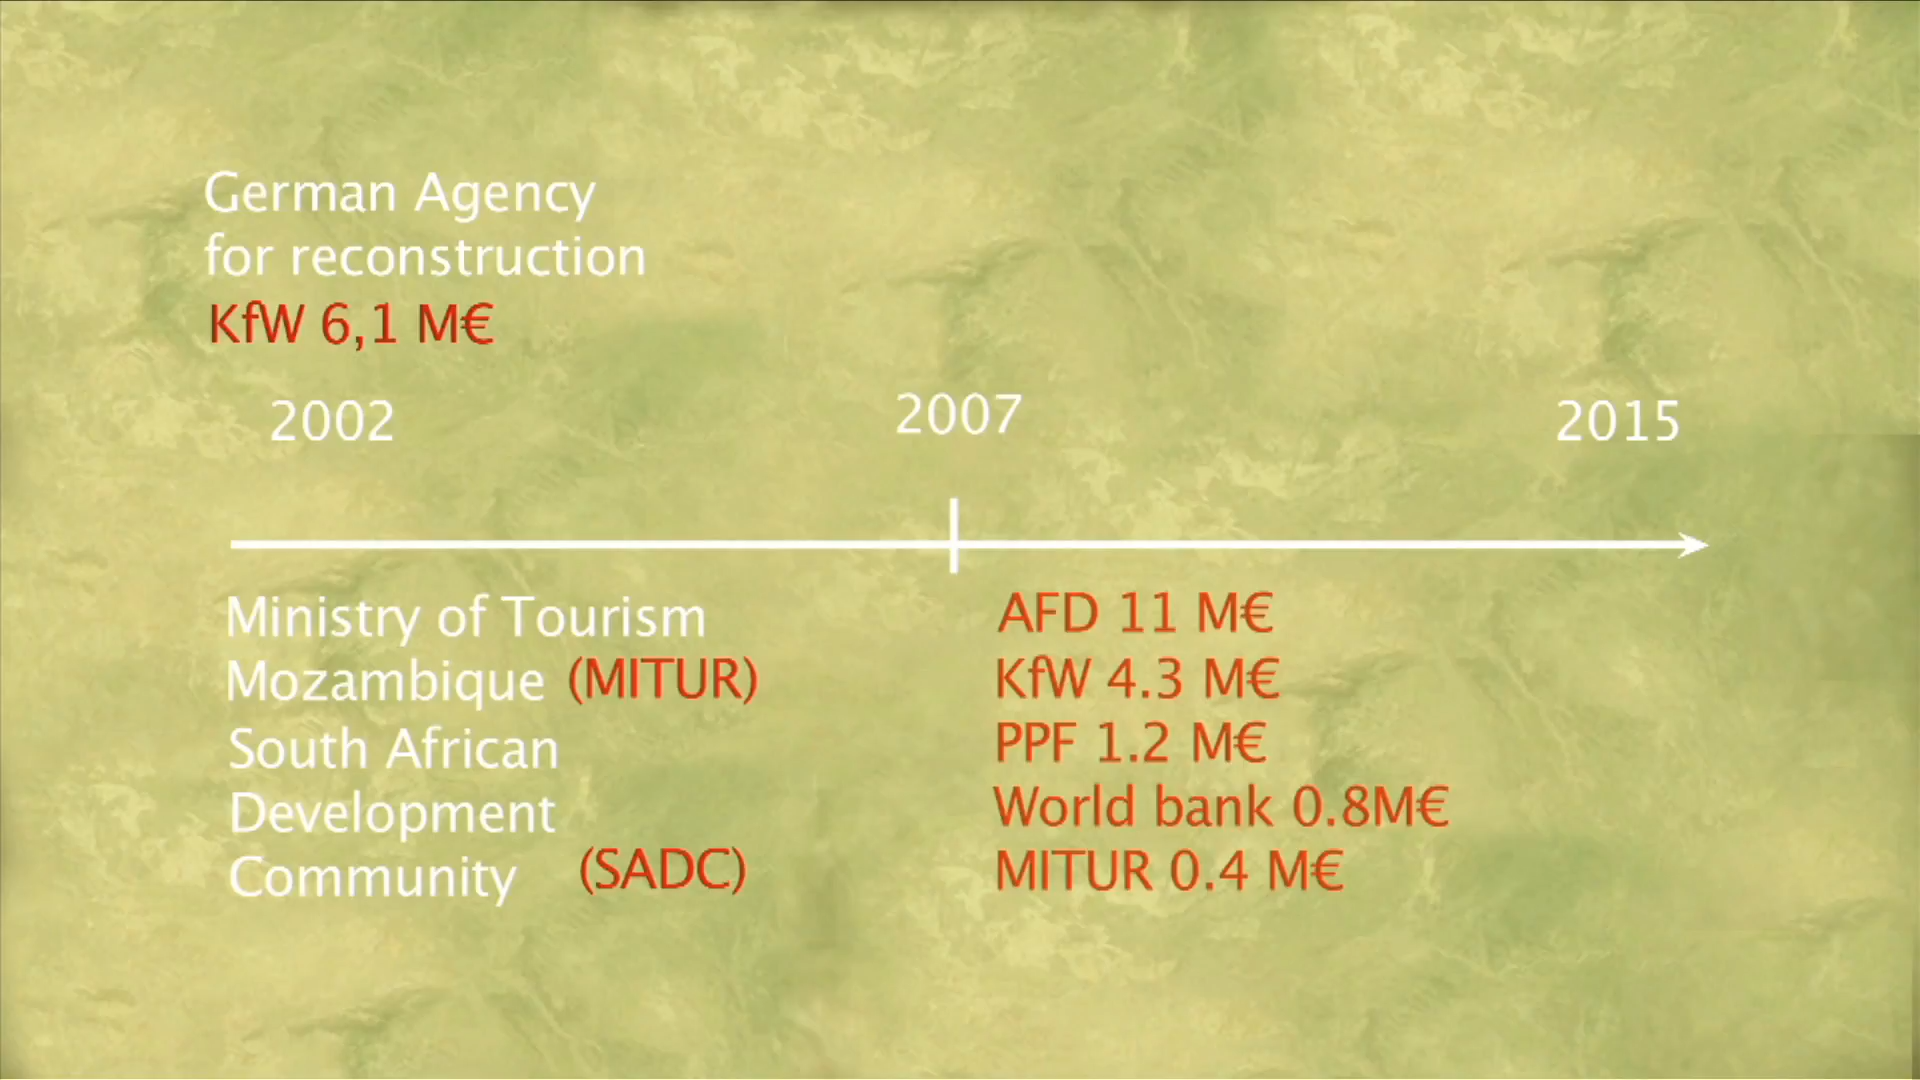 German Agency
for reconstruction
KfW 6,1 M€
2002
2007
2015
Ministry of Tourism
Mozambique (MITUR)
South African
Development
Community (SADC)
AFD 11 M€
KfW 4.3 M€
PPF 1.2 M€
World bank 0.8M€
MITUR 0.4 M€